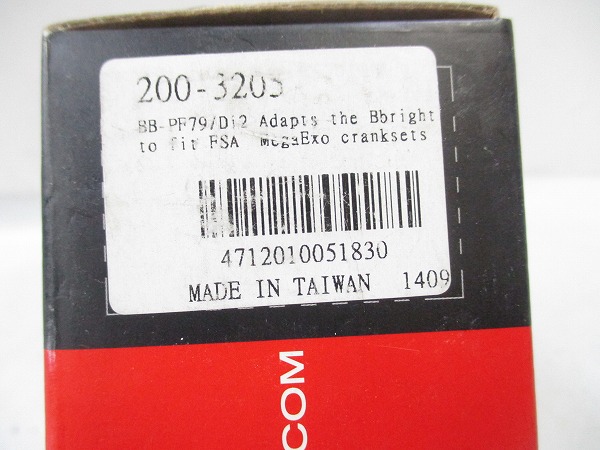 200-3205
BB-PF79/Di2 Adapts the Bbright
to fit FSA MegaExo cranksets
4712010051830
MADE IN TAIWAN 1409
COM